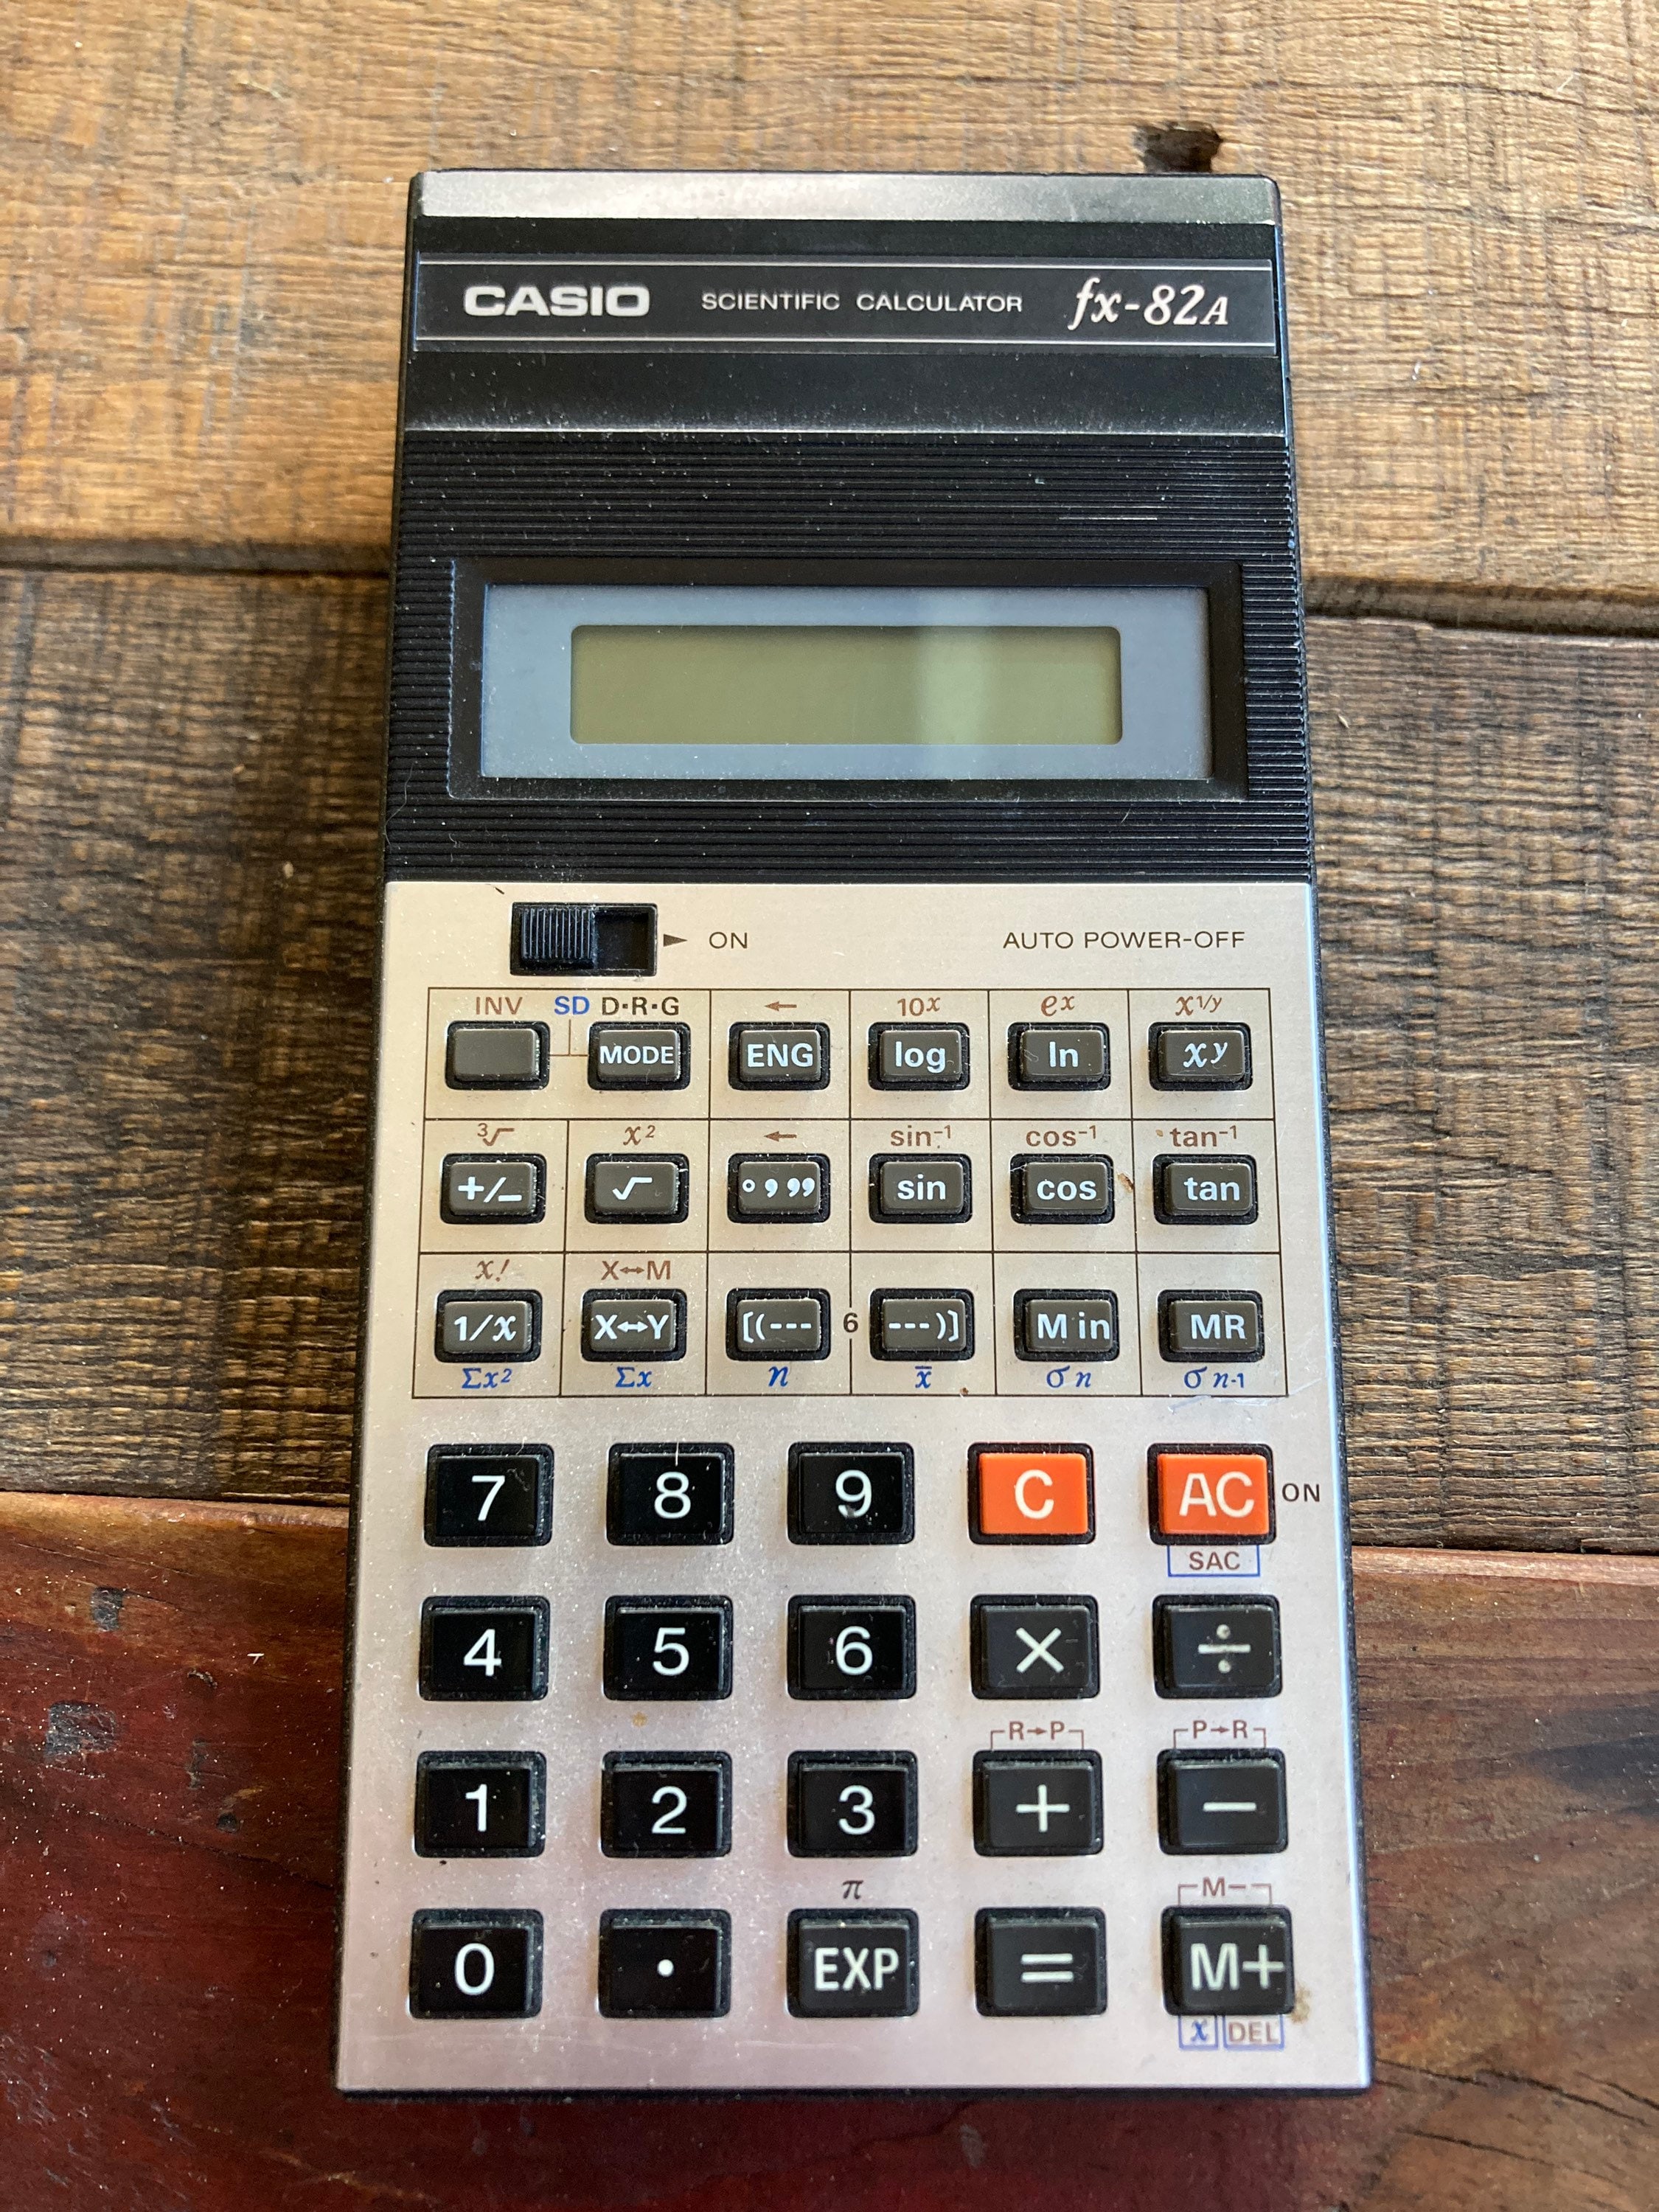 CASIO SCIENTIFIC CALCULATOR fx-82A
ON AUTO POWER-OFF
INV SD D·R·G ← 10ˣ eˣ x¹/ʸ
MODE ENG log ln xʸ
³√ x² ← sin⁻¹ cos⁻¹ tan⁻¹
+/− √ ° ’ ” sin cos tan
x! X↔M
1/x X↔Y [(--- 6 ---)] M in MR
Σx² Σx n x̄ σn σn-1
7 8 9 C AC ON
SAC
4 5 6 × ÷
R→P P→R
1 2 3 + −
π M−
0 · EXP = M+
x DEL